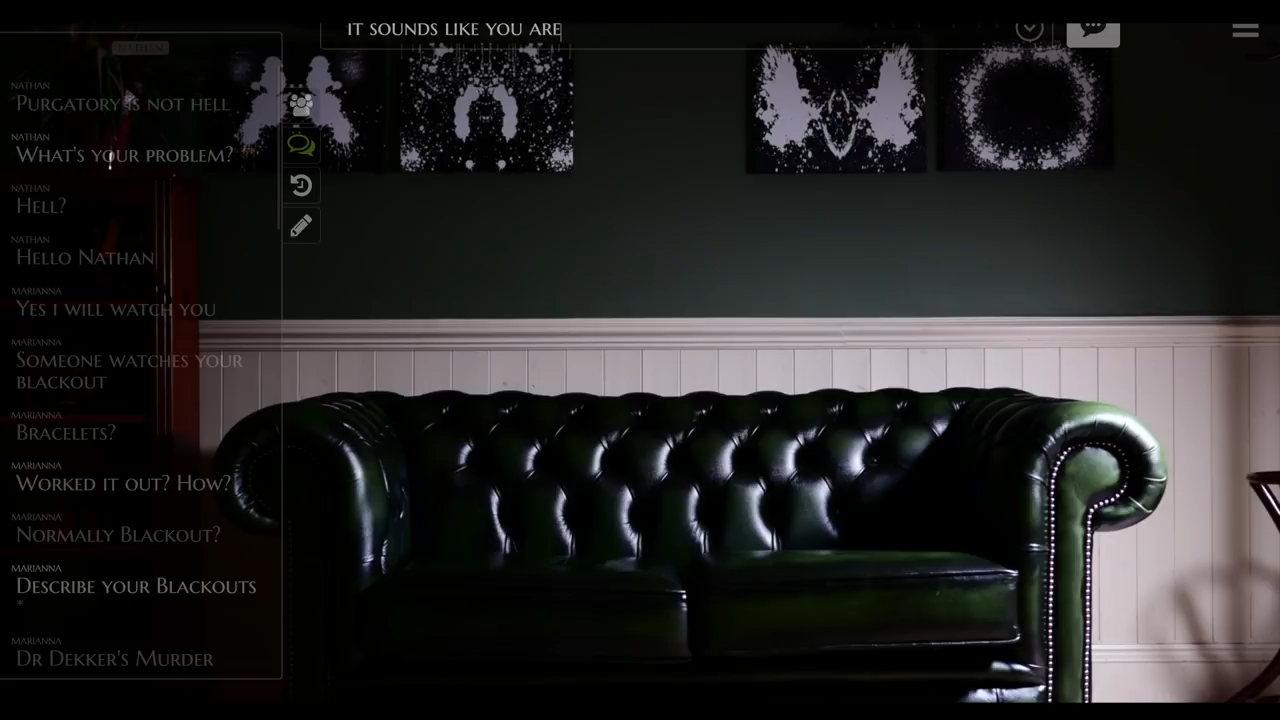 IT SOUNDS LIKE YOU ARE
NATHAN
NATHAN
PURGATORY IS NOT HELL
NATHAN
WHAT'S YOUR PROBLEM?
NATHAN
HELL?
NATHAN
HELLO NATHAN
MARIANNA
YES I WILL WATCH YOU
MARIANNA
SOMEONE WATCHES YOUR
BLACKOUT
MARIANNA
BRACELETS?
MARIANNA
WORKED IT OUT? HOW?
MARIANNA
NORMALLY BLACKOUT?
MARIANNA
DESCRIBE YOUR BLACKOUTS
*
MARIANNA
DR DEKKER'S MURDER